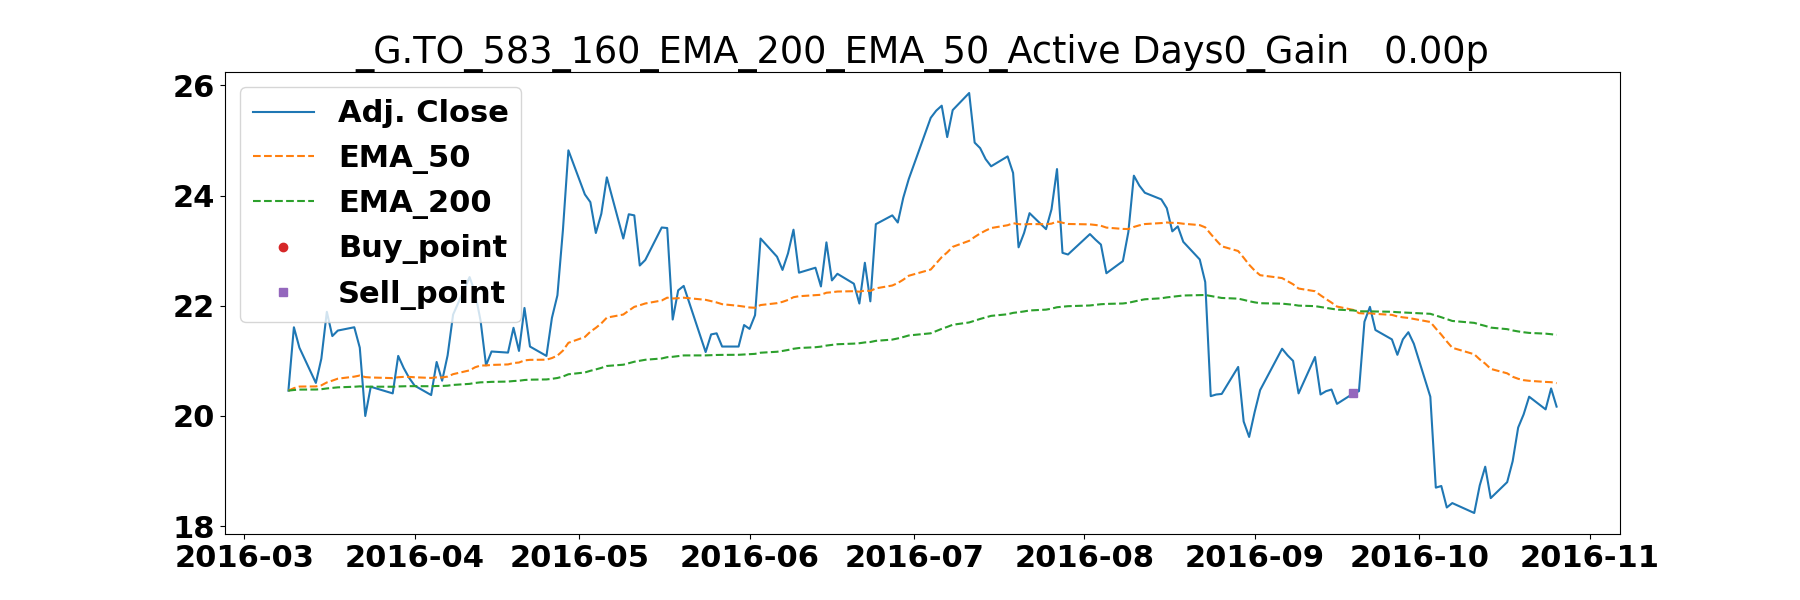 _G.TO_583_160_EMA_200_EMA_50_Active Days0_Gain 0.00p
26
24
22
20
18
Adj. Close
EMA_50
EMA_200
Buy_point
Sell_point
2016-03 2016-04 2016-05 2016-06 2016-07 2016-08 2016-09 2016-10 2016-11